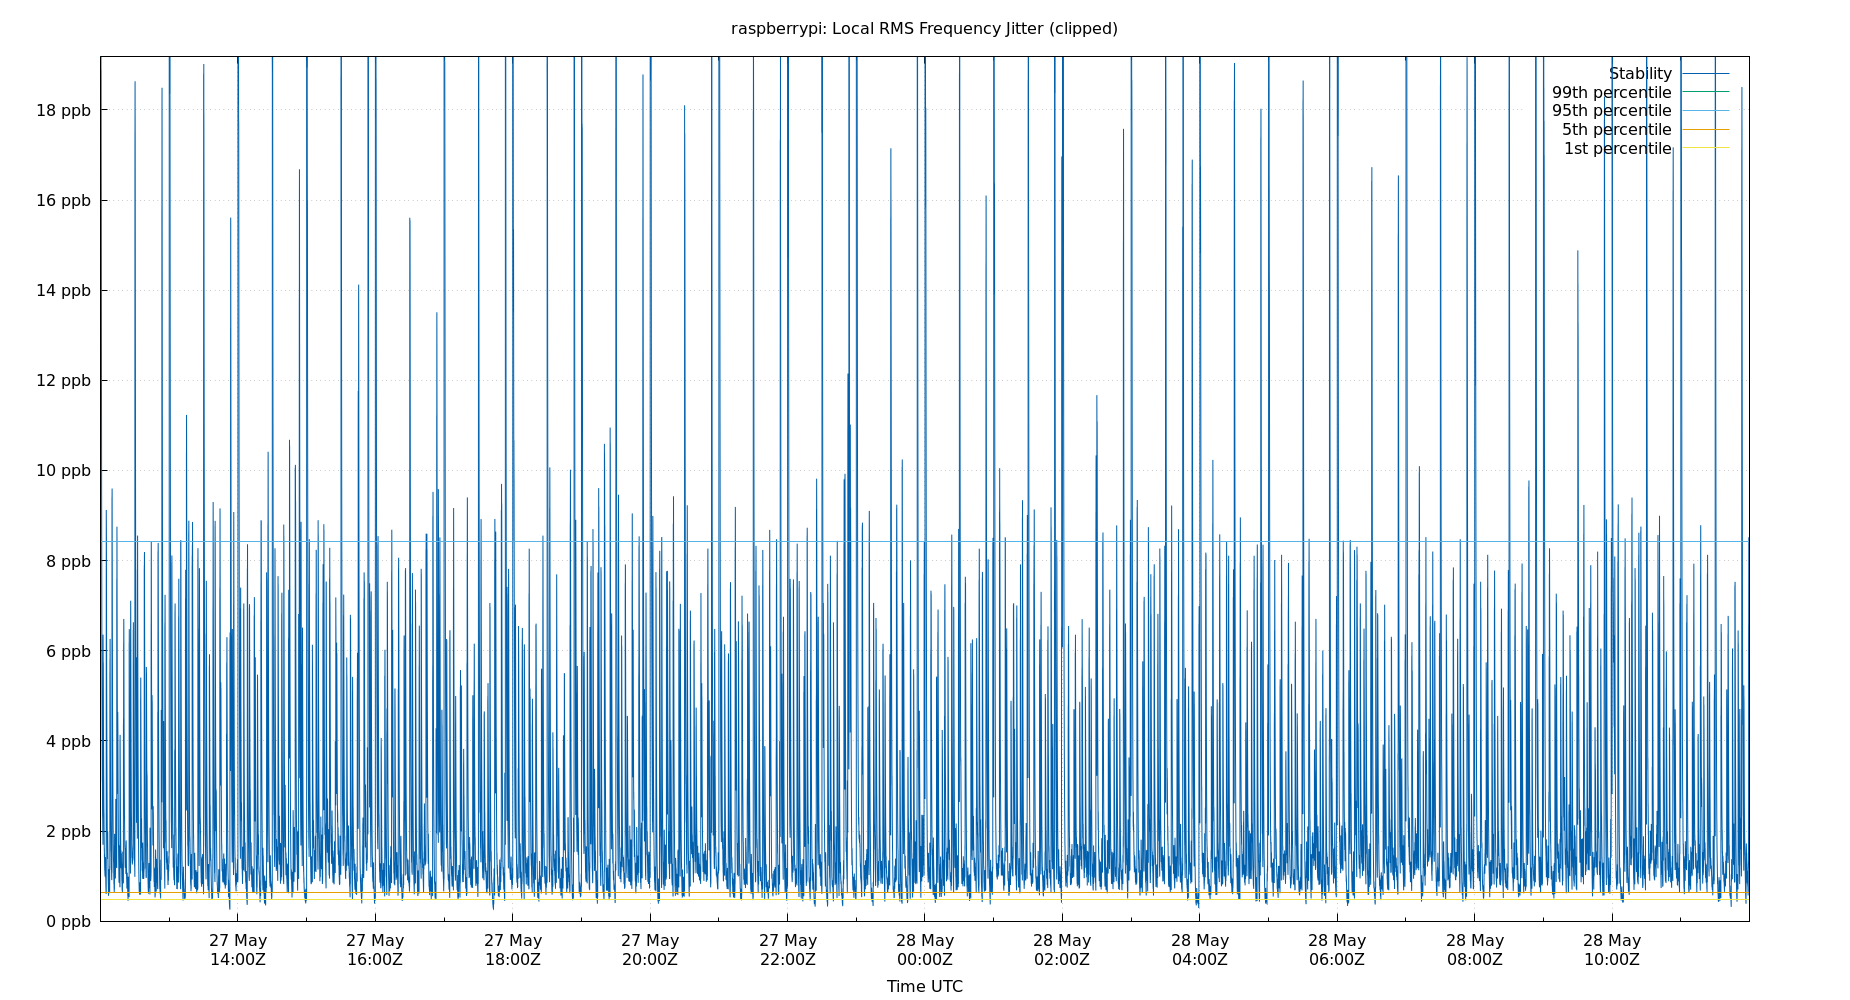 raspberrypi: Local RMS Frequency Jitter (clipped)
Stability
99th percentile
95th percentile
5th percentile
1st percentile
18 ppb
16 ppb
14 ppb
12 ppb
10 ppb
8 ppb
6 ppb
4 ppb
2 ppb
0 ppb
27 May 27 May 27 May 27 May 27 May 28 May 28 May 28 May 28 May 28 May 28 May
14:00Z 16:00Z 18:00Z 20:00Z 22:00Z 00:00Z 02:00Z 04:00Z 06:00Z 08:00Z 10:00Z
Time UTC